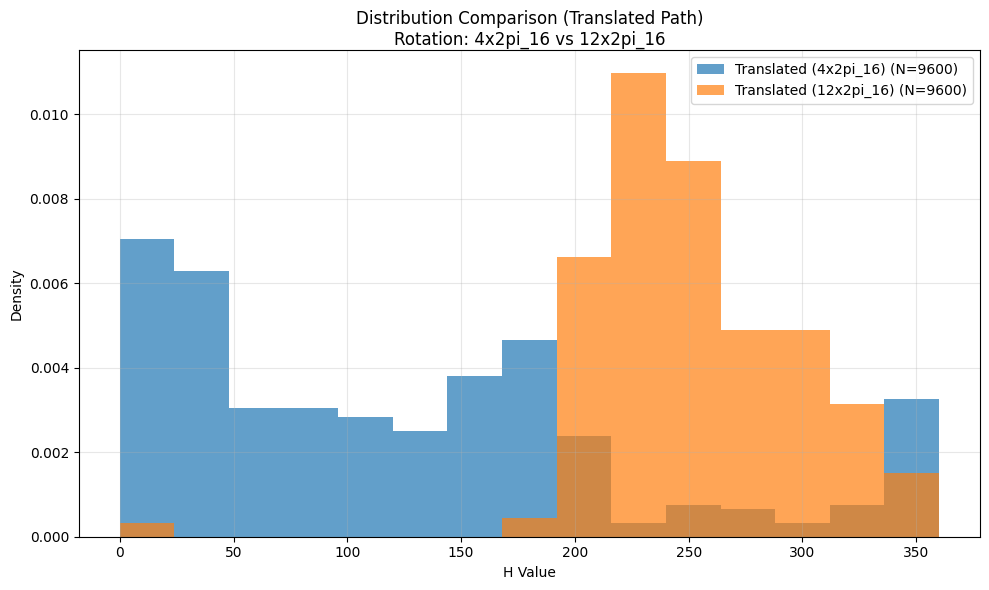 Distribution Comparison (Translated Path)
Rotation: 4x2pi_16 vs 12x2pi_16
Translated (4x2pi_16) (N=9600)
Translated (12x2pi_16) (N=9600)
Density
0.010
0.008
0.006
0.004
0.002
0.000
0 50 100 150 200 250 300 350
H Value